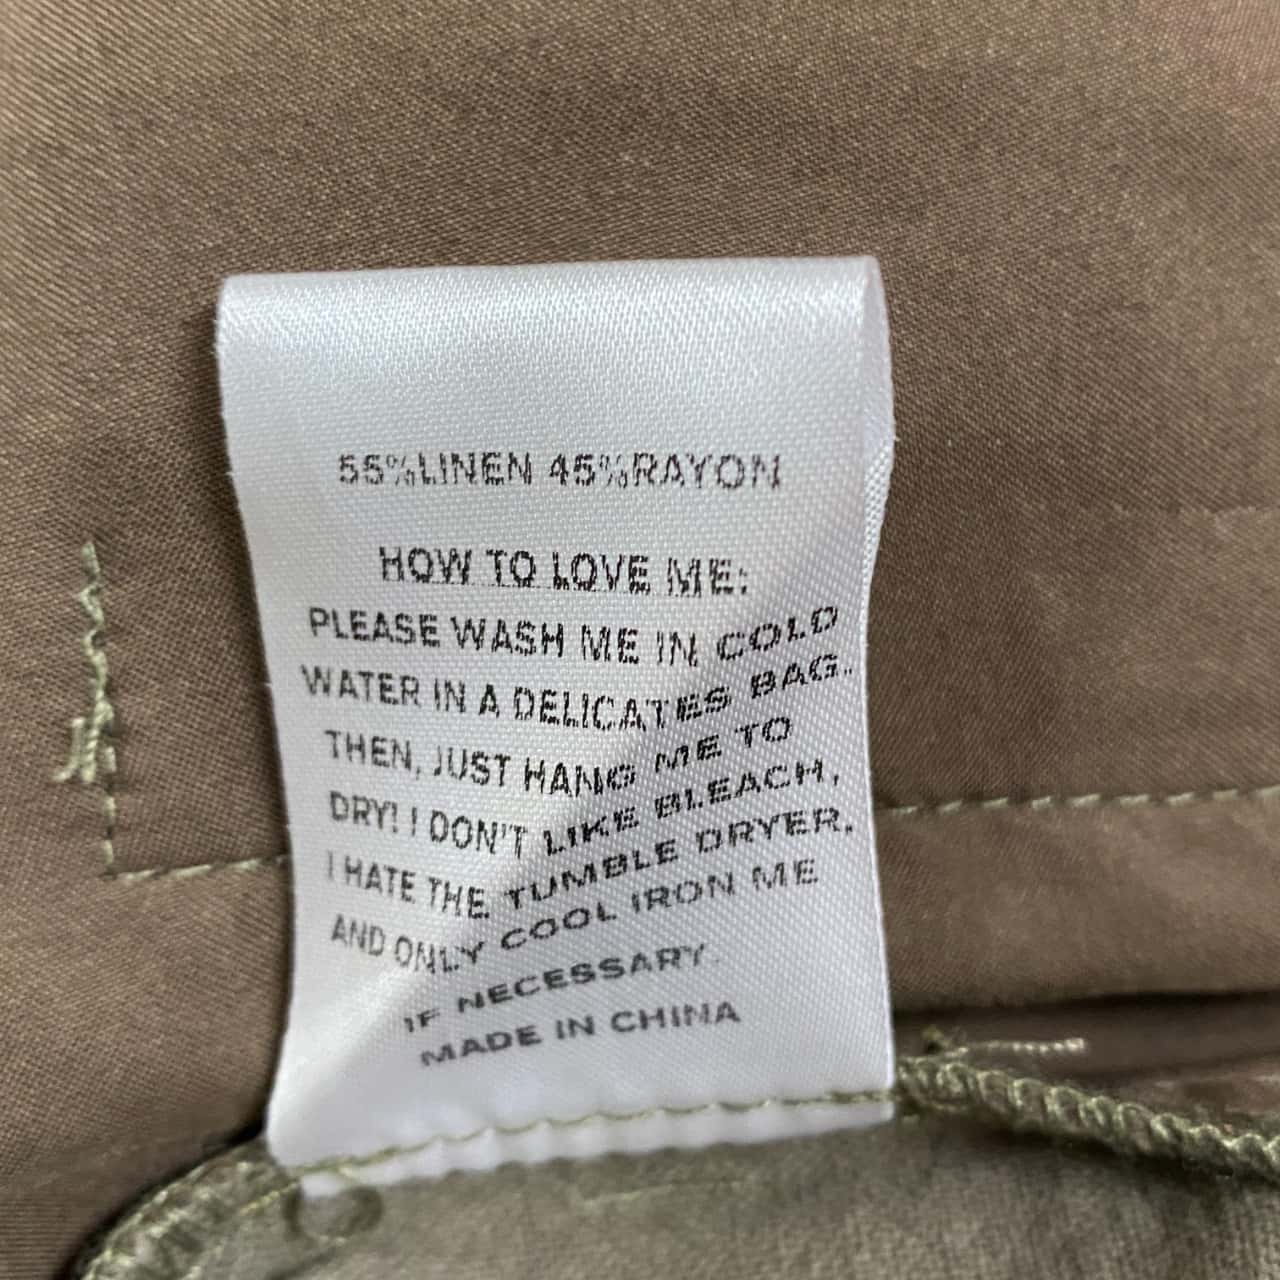 55%LINEN 45%RAYON
HOW TO LOVE ME:
PLEASE WASH ME IN COLD
WATER IN A DELICATES BAG.
THEN, JUST HANG ME TO
DRY! I DON'T LIKE BLEACH,
I HATE THE TUMBLE DRYER,
AND ONLY COOL IRON ME
IF NECESSARY.
MADE IN CHINA